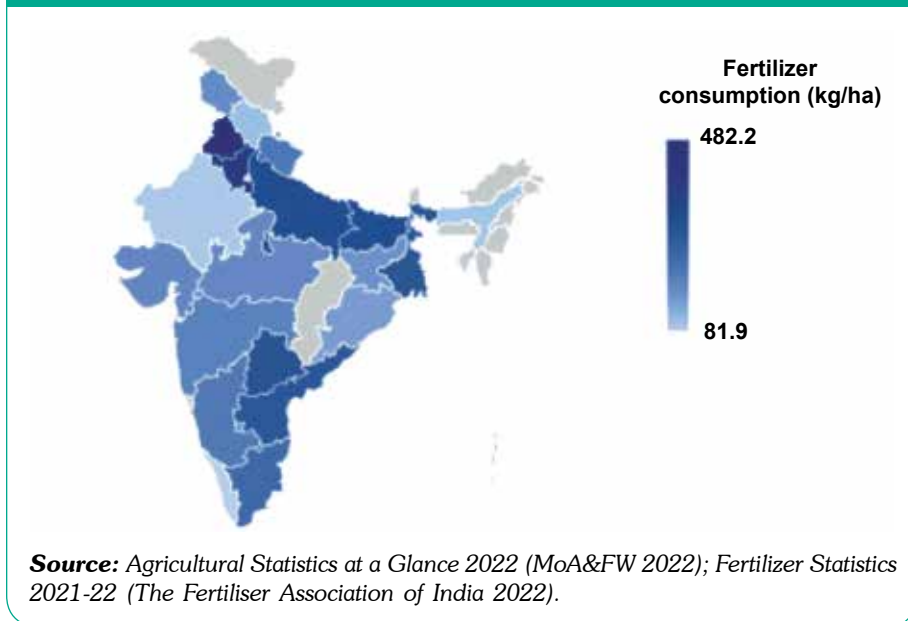 Fertilizer
consumption (kg/ha)
482.2
81.9
Source: Agricultural Statistics at a Glance 2022 (MoA&FW 2022); Fertilizer Statistics
2021-22 (The Fertiliser Association of India 2022).